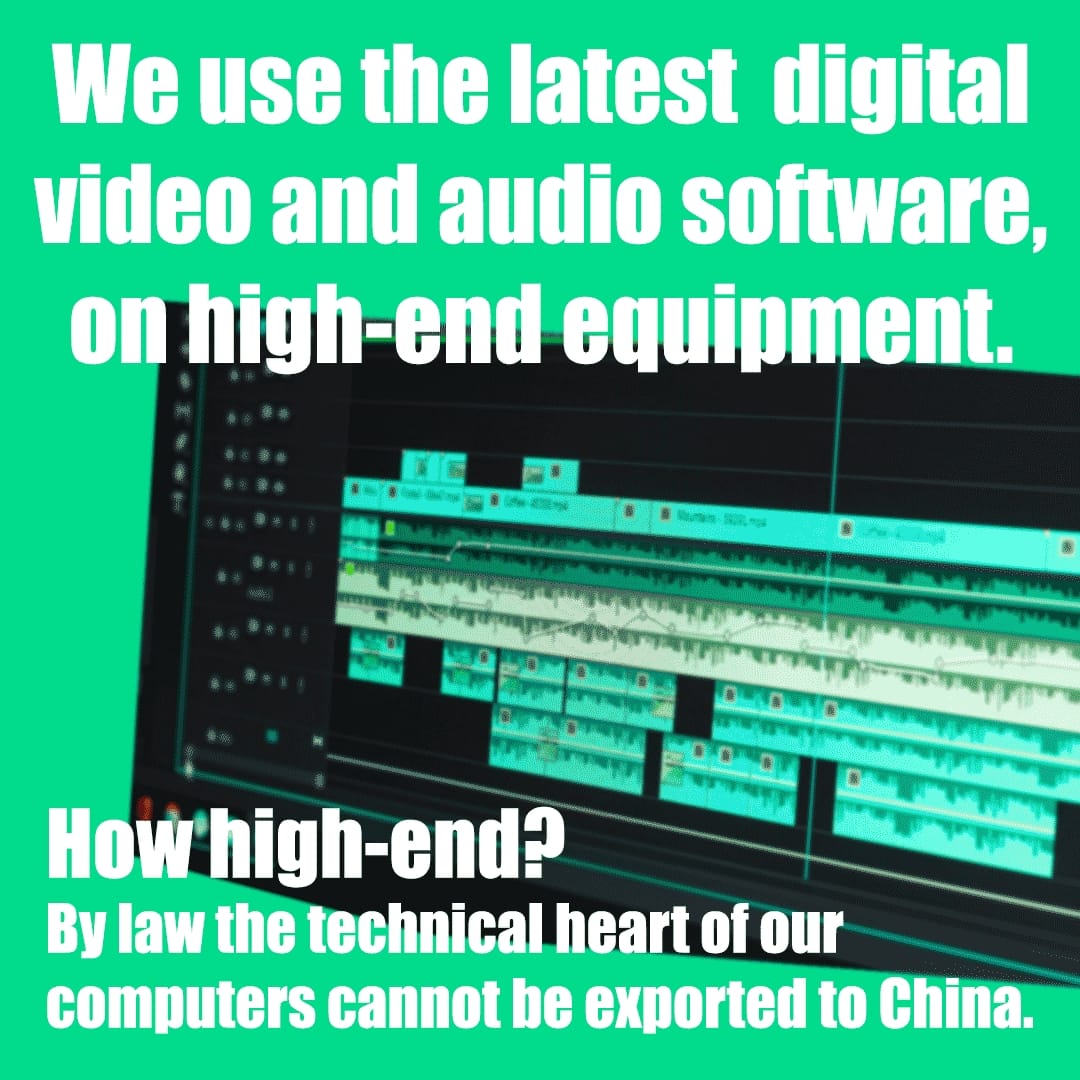 We use the latest digital
video and audio software,
on high-end equipment.
How high-end?
By law the technical heart of our
computers cannot be exported to China.